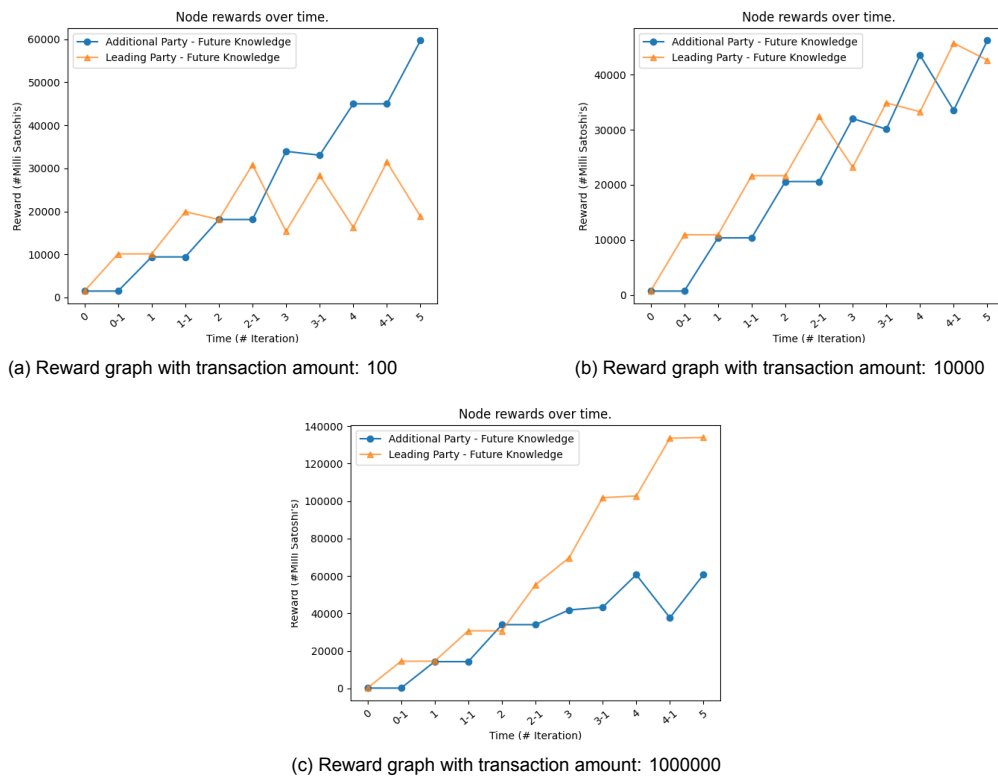 Node rewards over time.
Additional Party - Future Knowledge
Leading Party - Future Knowledge
Reward (#Milli Satoshi's)
60000
50000
40000
30000
20000
10000
0
0 0-1 1 1-1 2 2-1 3 3-1 4 4-1 5
Time (# Iteration)
(a) Reward graph with transaction amount: 100
Node rewards over time.
Additional Party - Future Knowledge
Leading Party - Future Knowledge
Reward (#Milli Satoshi's)
40000
30000
20000
10000
0
0 0-1 1 1-1 2 2-1 3 3-1 4 4-1 5
Time (# Iteration)
(b) Reward graph with transaction amount: 10000
Node rewards over time.
Additional Party - Future Knowledge
Leading Party - Future Knowledge
Reward (#Milli Satoshi's)
140000
120000
100000
80000
60000
40000
20000
0
0 0-1 1 1-1 2 2-1 3 3-1 4 4-1 5
Time (# Iteration)
(c) Reward graph with transaction amount: 1000000